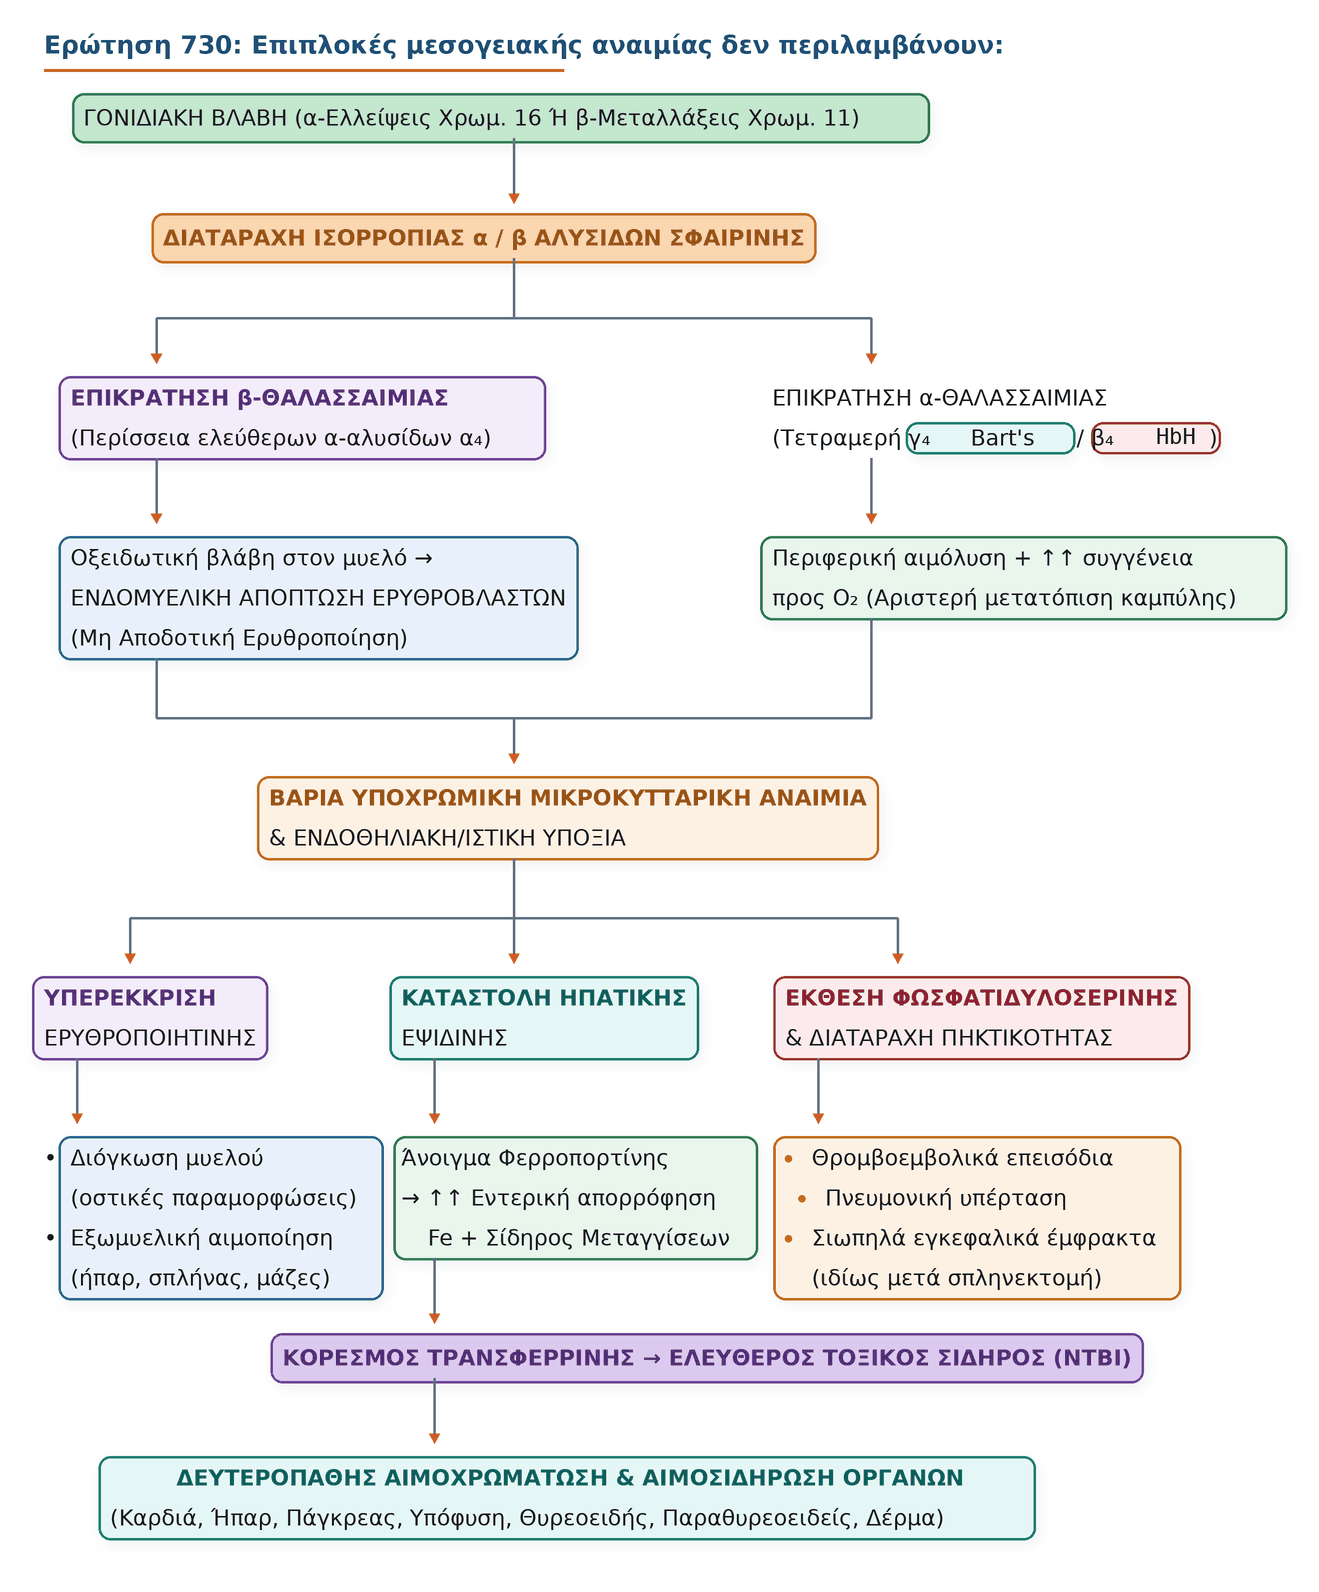 Ερώτηση 730: Επιπλοκές μεσογειακής αναιμίας δεν περιλαμβάνουν:
ΓΟΝΙΔΙΑΚΗ ΒΛΑΒΗ (α-Ελλείψεις Χρωμ. 16 Ή β-Μεταλλάξεις Χρωμ. 11)
ΔΙΑΤΑΡΑΧΗ ΙΣΟΡΡΟΠΙΑΣ α / β ΑΛΥΣΙΔΩΝ ΣΦΑΙΡΙΝΗΣ
ΕΠΙΚΡΑΤΗΣΗ β-ΘΑΛΑΣΣΑΙΜΙΑΣ
(Περίσσεια ελεύθερων α-αλυσίδων α₄)
ΕΠΙΚΡΑΤΗΣΗ α-ΘΑΛΑΣΣΑΙΜΙΑΣ
(Τετραμερή γ₄ Bart's / β₄ HbH )
Οξειδωτική βλάβη στον μυελό →
ΕΝΔΟΜΥΕΛΙΚΗ ΑΠΟΠΤΩΣΗ ΕΡΥΘΡΟΒΛΑΣΤΩΝ
(Μη Αποδοτική Ερυθροποίηση)
Περιφερική αιμόλυση + ↑↑ συγγένεια
προς Ο₂ (Αριστερή μετατόπιση καμπύλης)
ΒΑΡΙΑ ΥΠΟΧΡΩΜΙΚΗ ΜΙΚΡΟΚΥΤΤΑΡΙΚΗ ΑΝΑΙΜΙΑ
& ΕΝΔΟΘΗΛΙΑΚΗ/ΙΣΤΙΚΗ ΥΠΟΞΙΑ
ΥΠΕΡΕΚΚΡΙΣΗ
ΕΡΥΘΡΟΠΟΙΗΤΙΝΗΣ
ΚΑΤΑΣΤΟΛΗ ΗΠΑΤΙΚΗΣ
ΕΨΙΔΙΝΗΣ
ΕΚΘΕΣΗ ΦΩΣΦΑΤΙΔΥΛΟΣΕΡΙΝΗΣ
& ΔΙΑΤΑΡΑΧΗ ΠΗΚΤΙΚΟΤΗΤΑΣ
• Διόγκωση μυελού
(οστικές παραμορφώσεις)
• Εξωμυελική αιμοποίηση
(ήπαρ, σπλήνας, μάζες)
Άνοιγμα Φερροπορτίνης
→ ↑↑ Εντερική απορρόφηση
Fe + Σίδηρος Μεταγγίσεων
• Θρομβοεμβολικά επεισόδια
• Πνευμονική υπέρταση
• Σιωπηλά εγκεφαλικά έμφρακτα
(ιδίως μετά σπληνεκτομή)
ΚΟΡΕΣΜΟΣ ΤΡΑΝΣΦΕΡΡΙΝΗΣ → ΕΛΕΥΘΕΡΟΣ ΤΟΞΙΚΟΣ ΣΙΔΗΡΟΣ (NTBI)
ΔΕΥΤΕΡΟΠΑΘΗΣ ΑΙΜΟΧΡΩΜΑΤΩΣΗ & ΑΙΜΟΣΙΔΗΡΩΣΗ ΟΡΓΑΝΩΝ
(Καρδιά, Ήπαρ, Πάγκρεας, Υπόφυση, Θυρεοειδής, Παραθυρεοειδείς, Δέρμα)